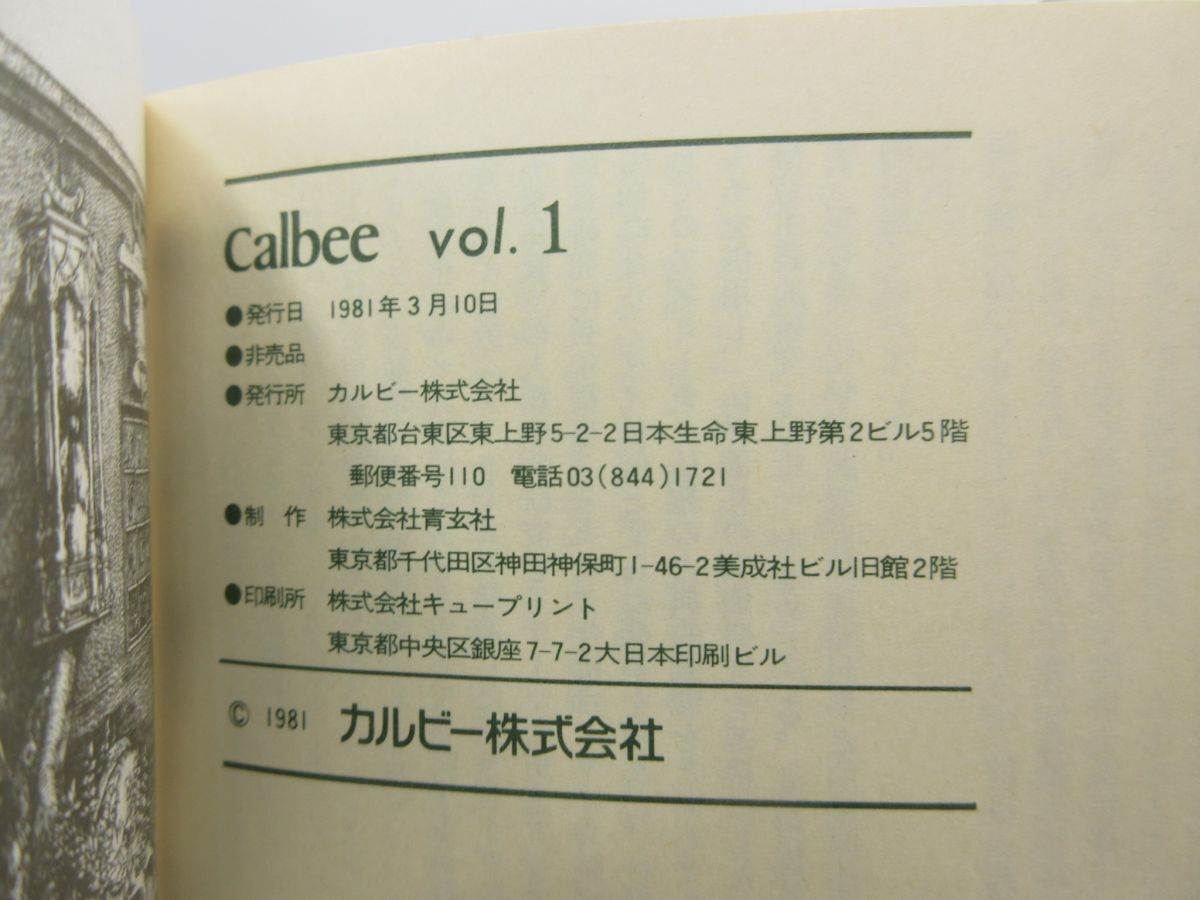 Calbee vol. 1
●発行日 1981年3月10日
●非売品
●発行所 カルビー株式会社
東京都台東区東上野5-2-2日本生命東上野第2ビル5階
郵便番号110 電話03(844)1721
●制 作 株式会社青玄社
東京都千代田区神田神保町1-46-2美成社ビル旧館2階
●印刷所 株式会社キュープリント
東京都中央区銀座7-7-2大日本印刷ビル
© 1981 カルビー株式会社